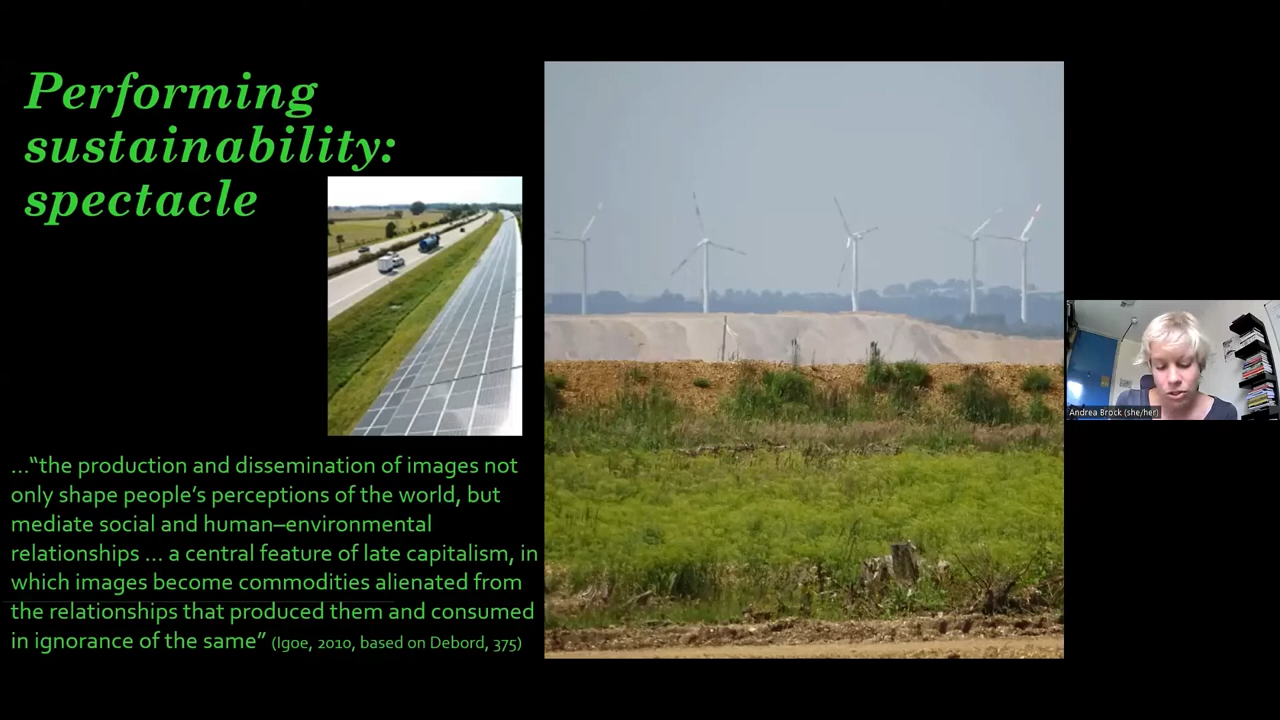 Performing
sustainability:
spectacle
…“the production and dissemination of images not
only shape people’s perceptions of the world, but
mediate social and human–environmental
relationships … a central feature of late capitalism, in
which images become commodities alienated from
the relationships that produced them and consumed
in ignorance of the same” (Igoe, 2010, based on Debord, 375)
Andrea Brock (she/her)